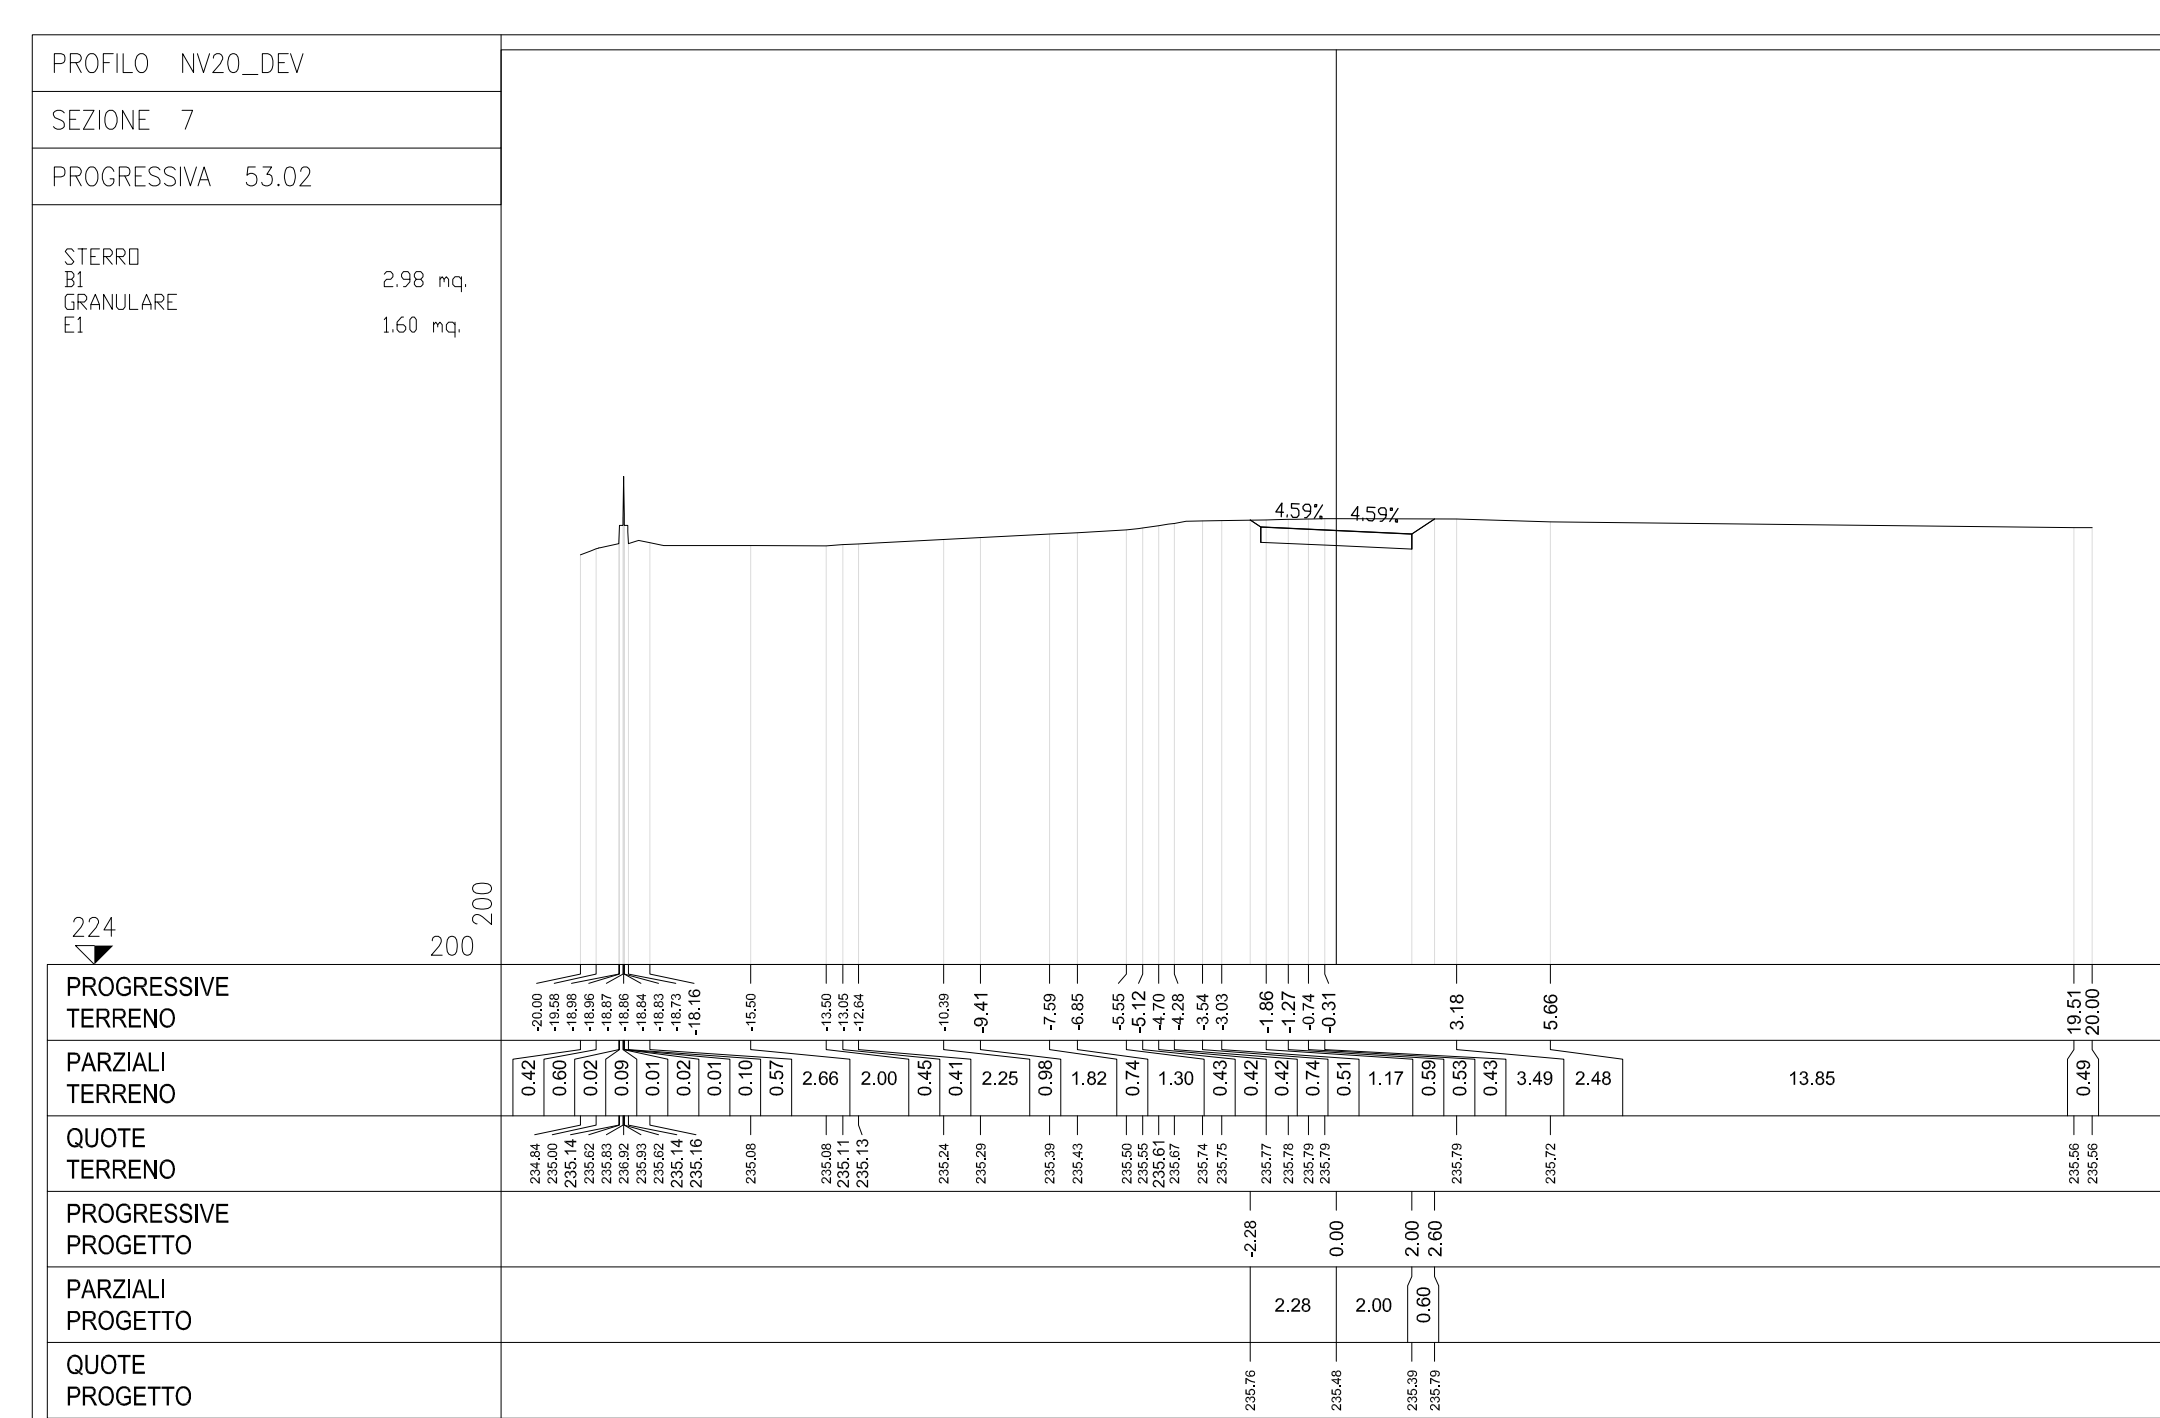 PROFILO NV20_DEV
SEZIONE 7
PROGRESSIVA 53.02
STERRO
B1 2.98 mq.
GRANULARE
E1 1.60 mq.
4.59% 4.59%
200
224
200
PROGRESSIVE TERRENO
-20.00 -19.58 -18.98 -18.96 -18.87 -18.86 -18.84 -18.83 -18.73 -18.16 -15.50 -13.50 -13.05 -12.64 -10.39 -9.41 -7.59 -6.85 -5.55 -5.12 -4.70 -4.28 -3.54 -3.03 -1.86 -1.27 -0.74 -0.31 3.18 5.66 19.51 20.00
PARZIALI TERRENO
0.42 0.60 0.02 0.09 0.01 0.02 0.01 0.10 0.57 2.66 2.00 0.45 0.41 2.25 0.98 1.82 0.74 1.30 0.43 0.42 0.42 0.74 0.51 1.17 0.59 0.53 0.43 3.49 2.48 13.85 0.49
QUOTE TERRENO
234.84 235.00 235.14 235.62 235.83 236.92 235.93 235.62 235.14 235.16 235.08 235.08 235.11 235.13 235.24 235.29 235.39 235.43 235.50 235.55 235.61 235.67 235.74 235.75 235.77 235.78 235.79 235.79 235.79 235.72 235.56 235.56
PROGRESSIVE PROGETTO
-2.28 0.00 2.00 2.60
PARZIALI PROGETTO
2.28 2.00 0.60
QUOTE PROGETTO
235.76 235.48 235.39 235.79